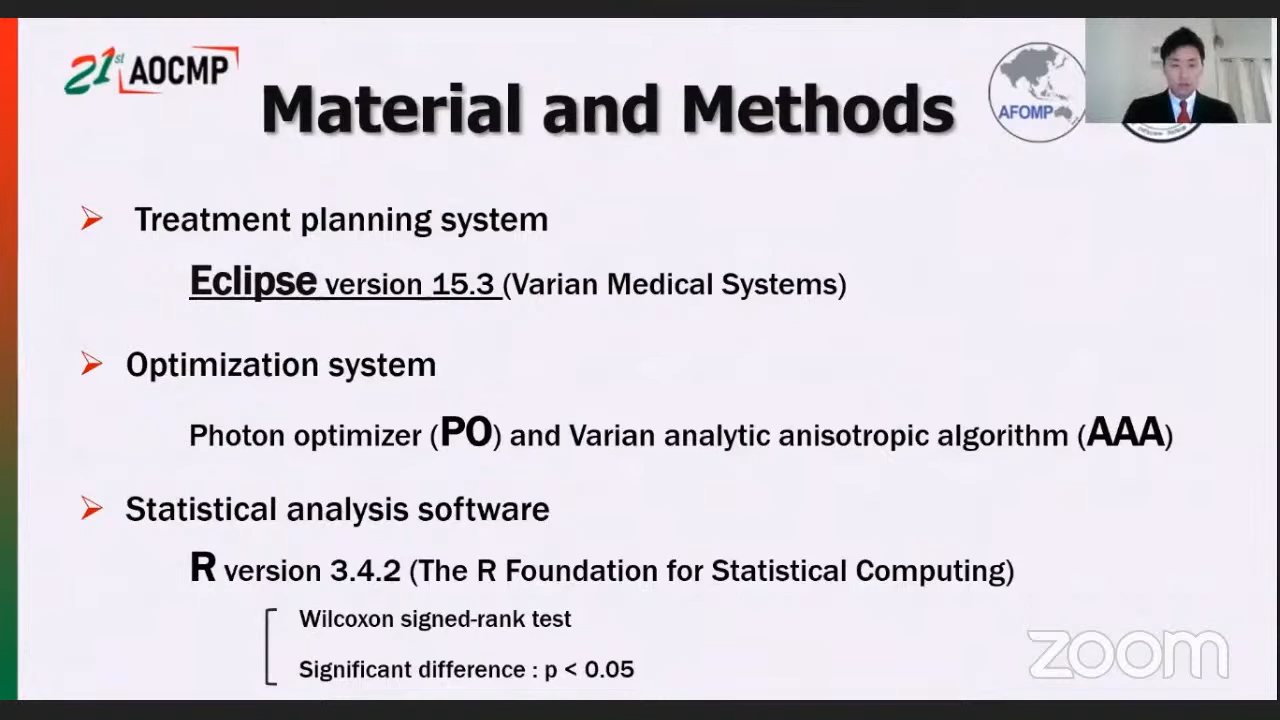 21st AOCMP
Material and Methods
AFOMP
Treatment planning system
Eclipse version 15.3 (Varian Medical Systems)
Optimization system
Photon optimizer (PO) and Varian analytic anisotropic algorithm (AAA)
Statistical analysis software
R version 3.4.2 (The R Foundation for Statistical Computing)
Wilcoxon signed-rank test
Significant difference : p < 0.05
zoom